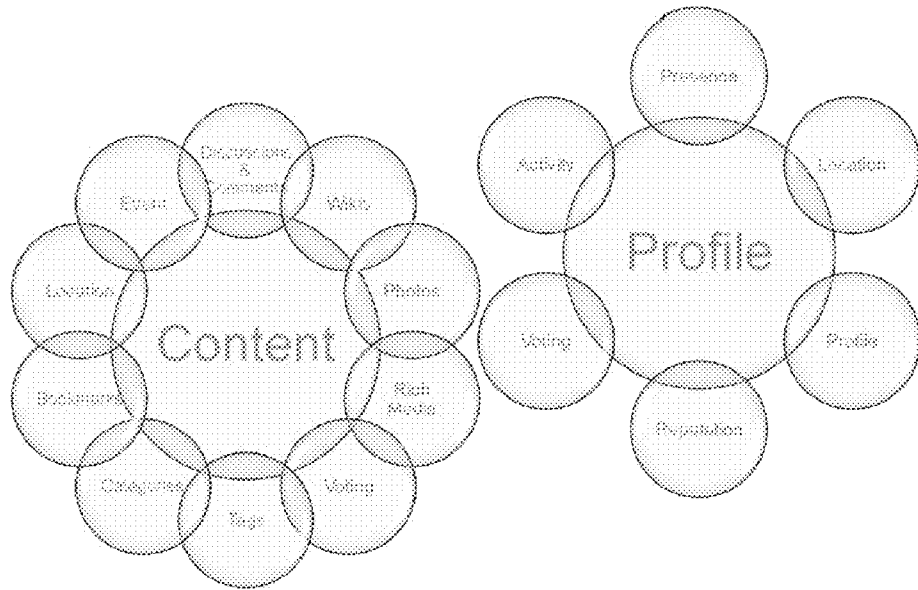 Discussions
&
Comments
Wikis
Photos
Rich
Media
Voting
Tags
Categories
Bookmarks
Location
Event
Content
Presence
Location
Profile
Reputation
Voting
Activity
Profile